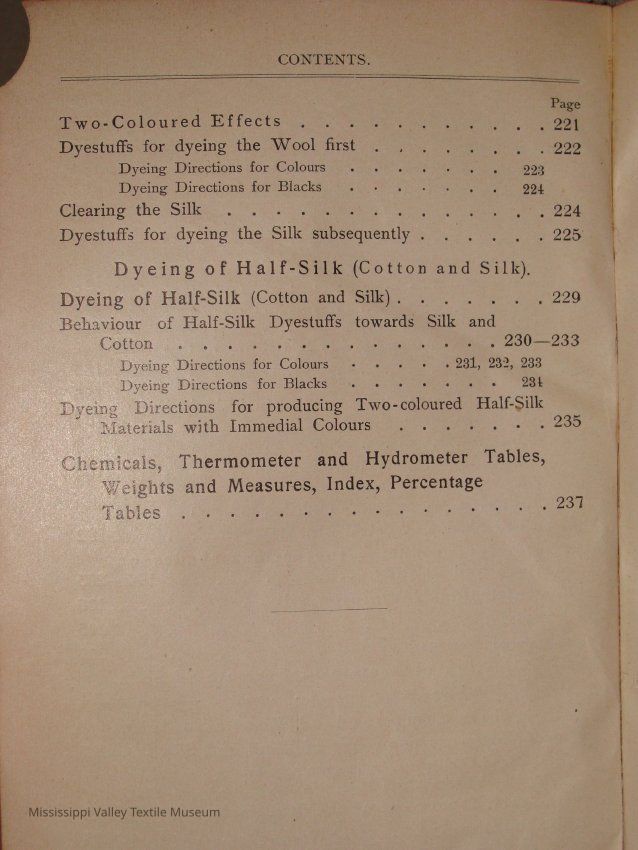 CONTENTS.
Page
Two-Coloured Effects . . . . . . . . . . . 221
Dyestuffs for dyeing the Wool first . . . . . . . . 222
Dyeing Directions for Colours . . . . . . . 223
Dyeing Directions for Blacks . . . . . . . 224
Clearing the Silk . . . . . . . . . . . . . . 224
Dyestuffs for dyeing the Silk subsequently . . . . . . 225
Dyeing of Half-Silk (Cotton and Silk).
Dyeing of Half-Silk (Cotton and Silk) . . . . . . . 229
Behaviour of Half-Silk Dyestuffs towards Silk and
Cotton . . . . . . . . . . . . . 230—233
Dyeing Directions for Colours . . . . . 231, 232, 233
Dyeing Directions for Blacks . . . . . . . 234
Dyeing Directions for producing Two-coloured Half-Silk
Materials with Immedial Colours . . . . . . . 235
Chemicals, Thermometer and Hydrometer Tables,
Weights and Measures, Index, Percentage
Tables . . . . . . . . . . . . . . . . 237
Mississippi Valley Textile Museum